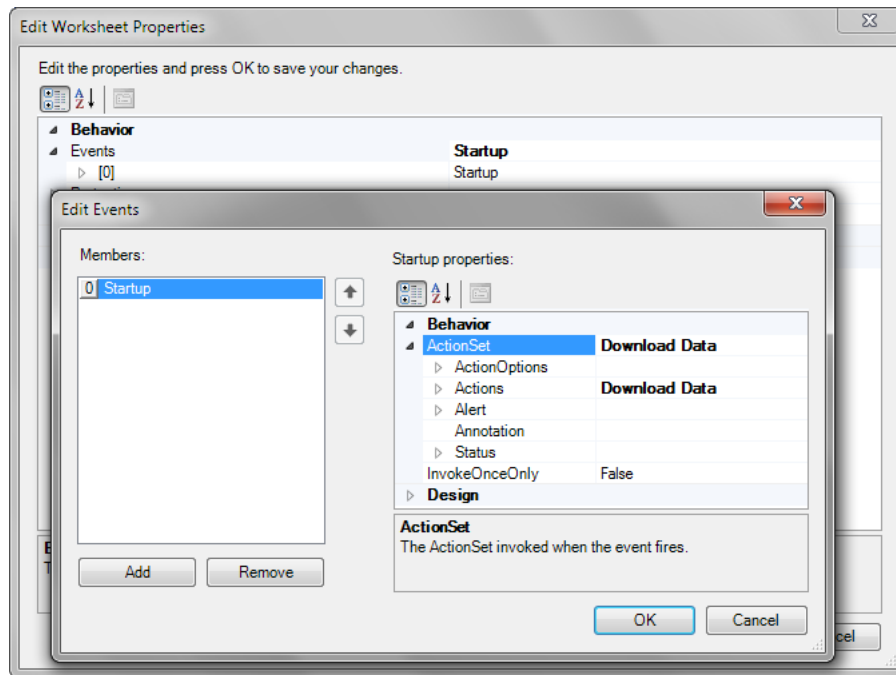 Edit Worksheet Properties
Edit the properties and press OK to save your changes.
Behavior
Events Startup
[0] Startup
Edit Events
Members:
0 Startup
Add Remove
Startup properties:
Behavior
ActionSet Download Data
ActionOptions
Actions Download Data
Alert
Annotation
Status
InvokeOnceOnly False
Design
ActionSet
The ActionSet invoked when the event fires.
OK Cancel